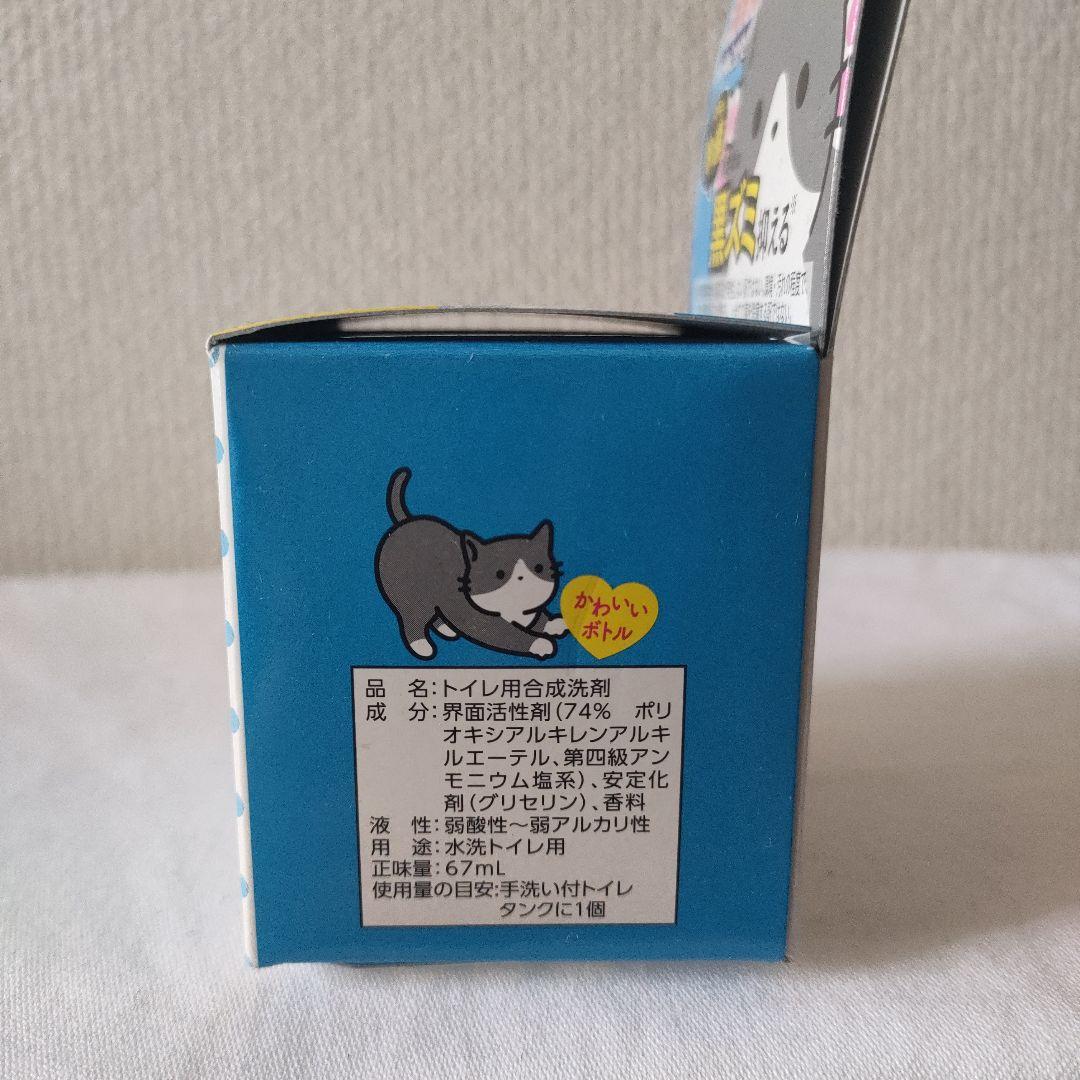 ズミ抑える※
かわいい
ボトル
品　名：トイレ用合成洗剤
成　分：界面活性剤（74%　ポリ
オキシアルキレンアルキ
ルエーテル、第四級アン
モニウム塩系）、安定化
剤（グリセリン）、香料
液　性：弱酸性～弱アルカリ性
用　途：水洗トイレ用
正味量：67mL
使用量の目安：手洗い付トイレ
タンクに1個